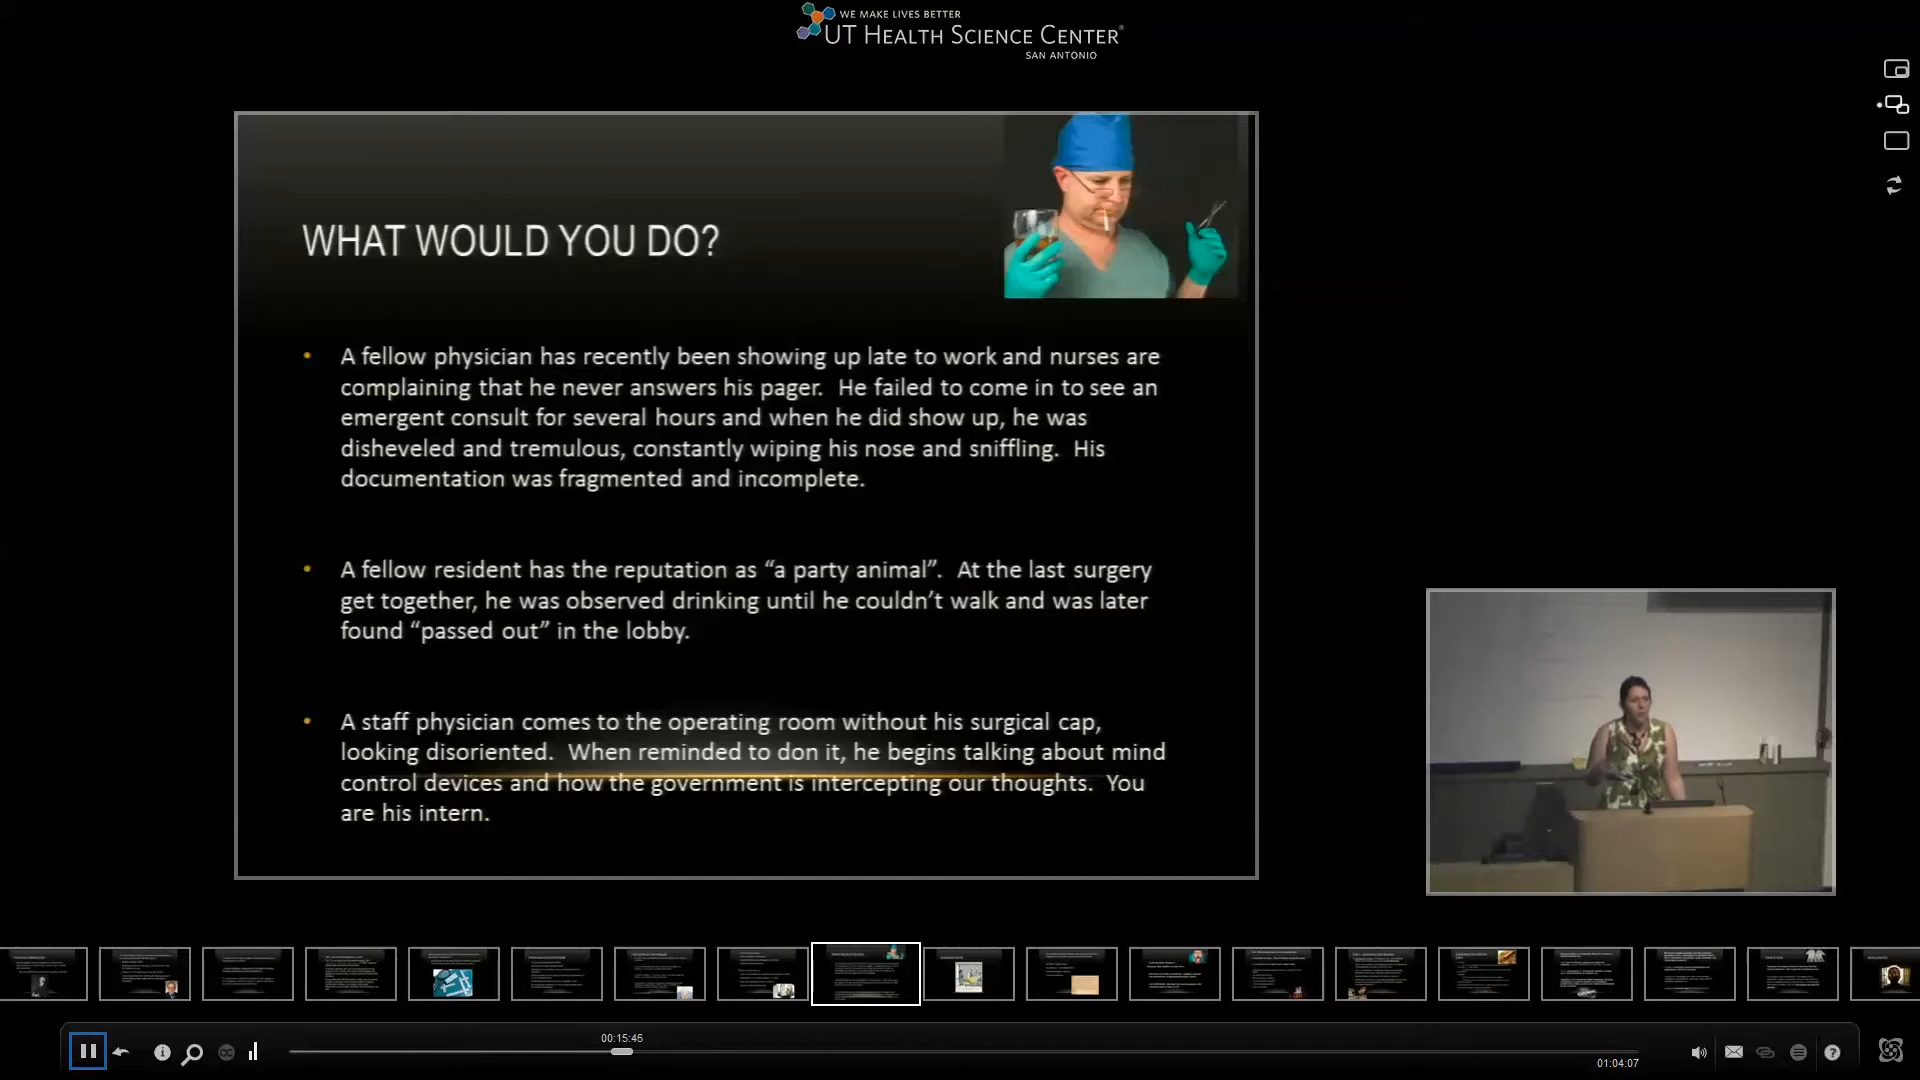 WE MAKE LIVES BETTER
UT HEALTH SCIENCE CENTER®
SAN ANTONIO
WHAT WOULD YOU DO?
• A fellow physician has recently been showing up late to work and nurses are
complaining that he never answers his pager. He failed to come in to see an
emergent consult for several hours and when he did show up, he was
disheveled and tremulous, constantly wiping his nose and sniffling. His
documentation was fragmented and incomplete.
• A fellow resident has the reputation as “a party animal”. At the last surgery
get together, he was observed drinking until he couldn’t walk and was later
found “passed out” in the lobby.
• A staff physician comes to the operating room without his surgical cap,
looking disoriented. When reminded to don it, he begins talking about mind
control devices and how the government is intercepting our thoughts. You
are his intern.
00:15:46
01:04:07